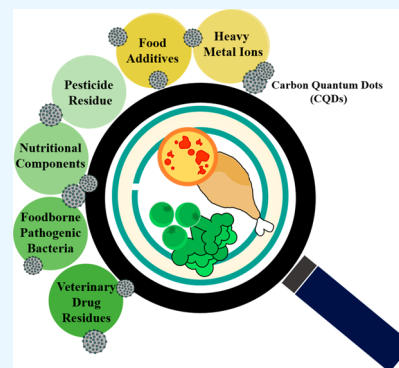 Heavy
Metal Ions
Food
Additives
Carbon Quantum Dots
(CQDs)
Pesticide
Residue
Nutritional
Components
Foodborne
Pathogenic
Bacteria
Veterinary
Drug
Residues